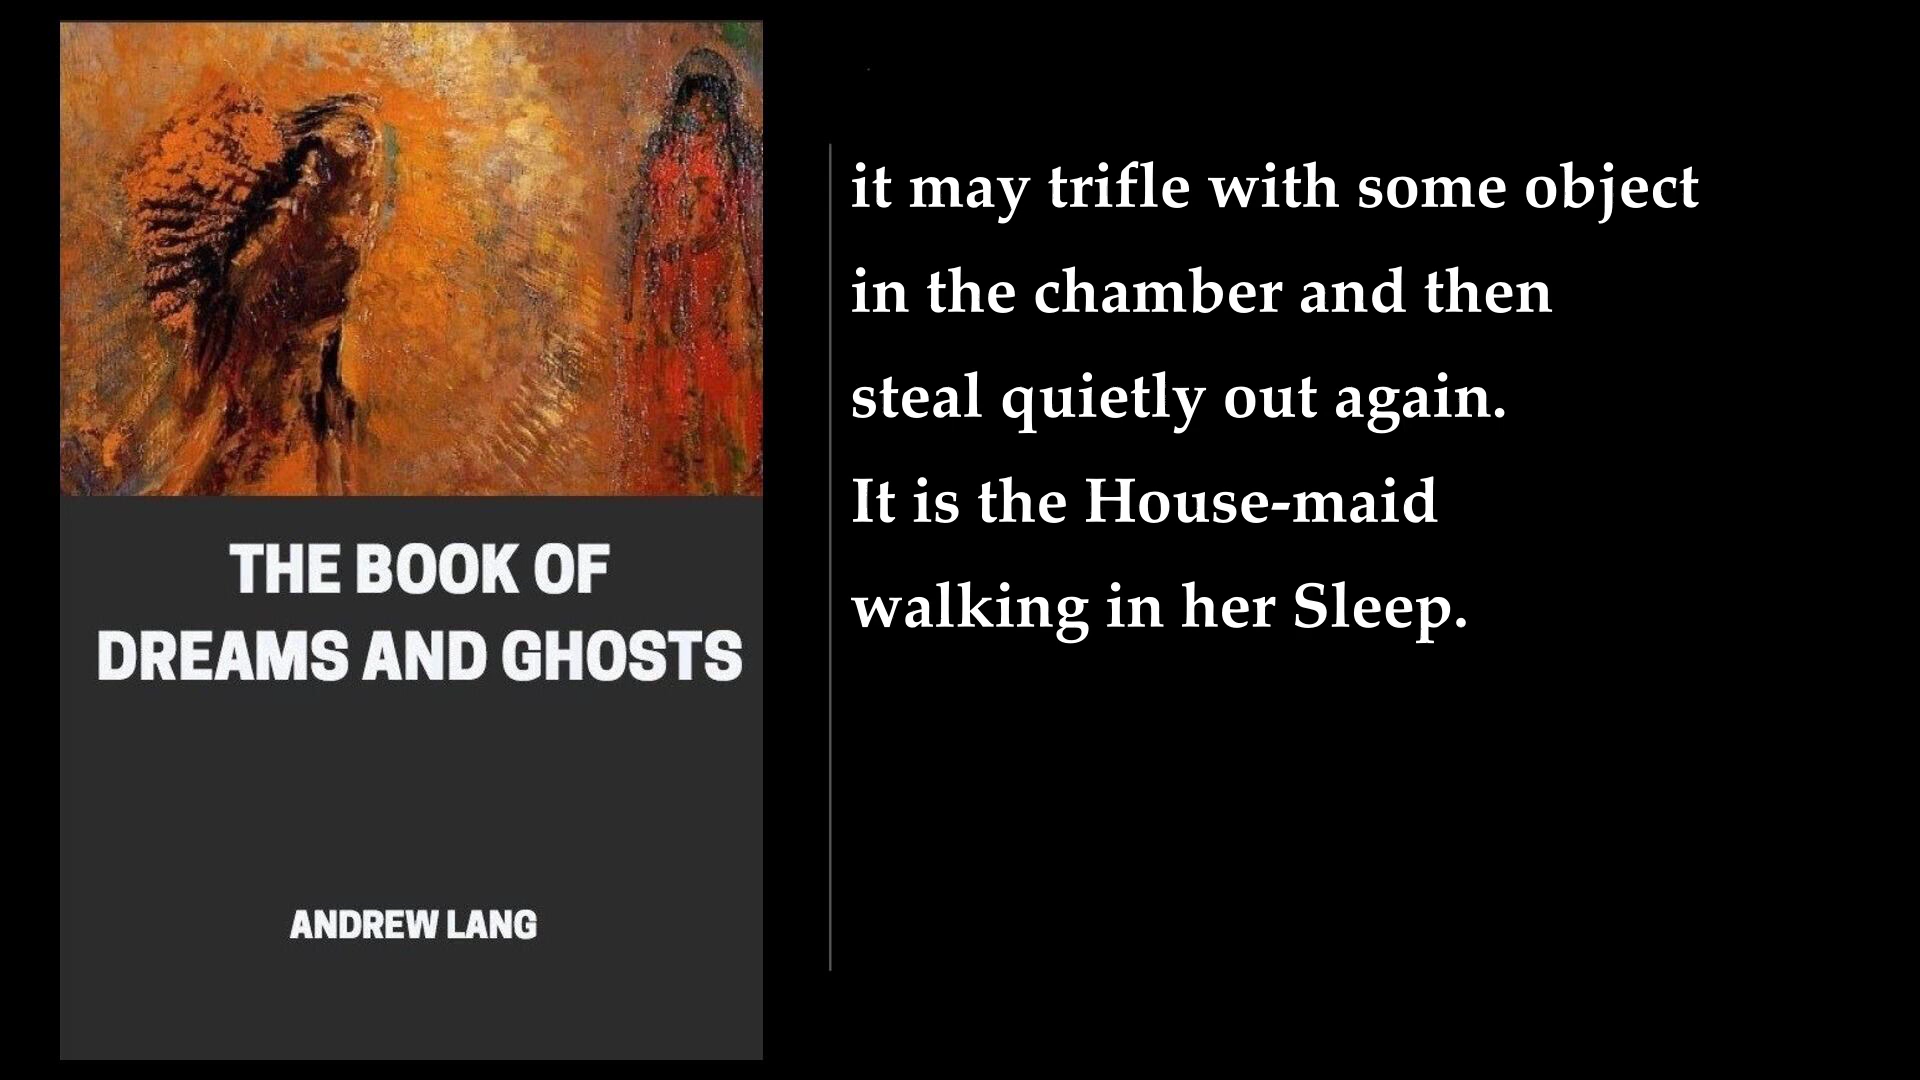 THE BOOK OF
DREAMS AND GHOSTS
ANDREW LANG
it may trifle with some object
in the chamber and then
steal quietly out again.
It is the House-maid
walking in her Sleep.